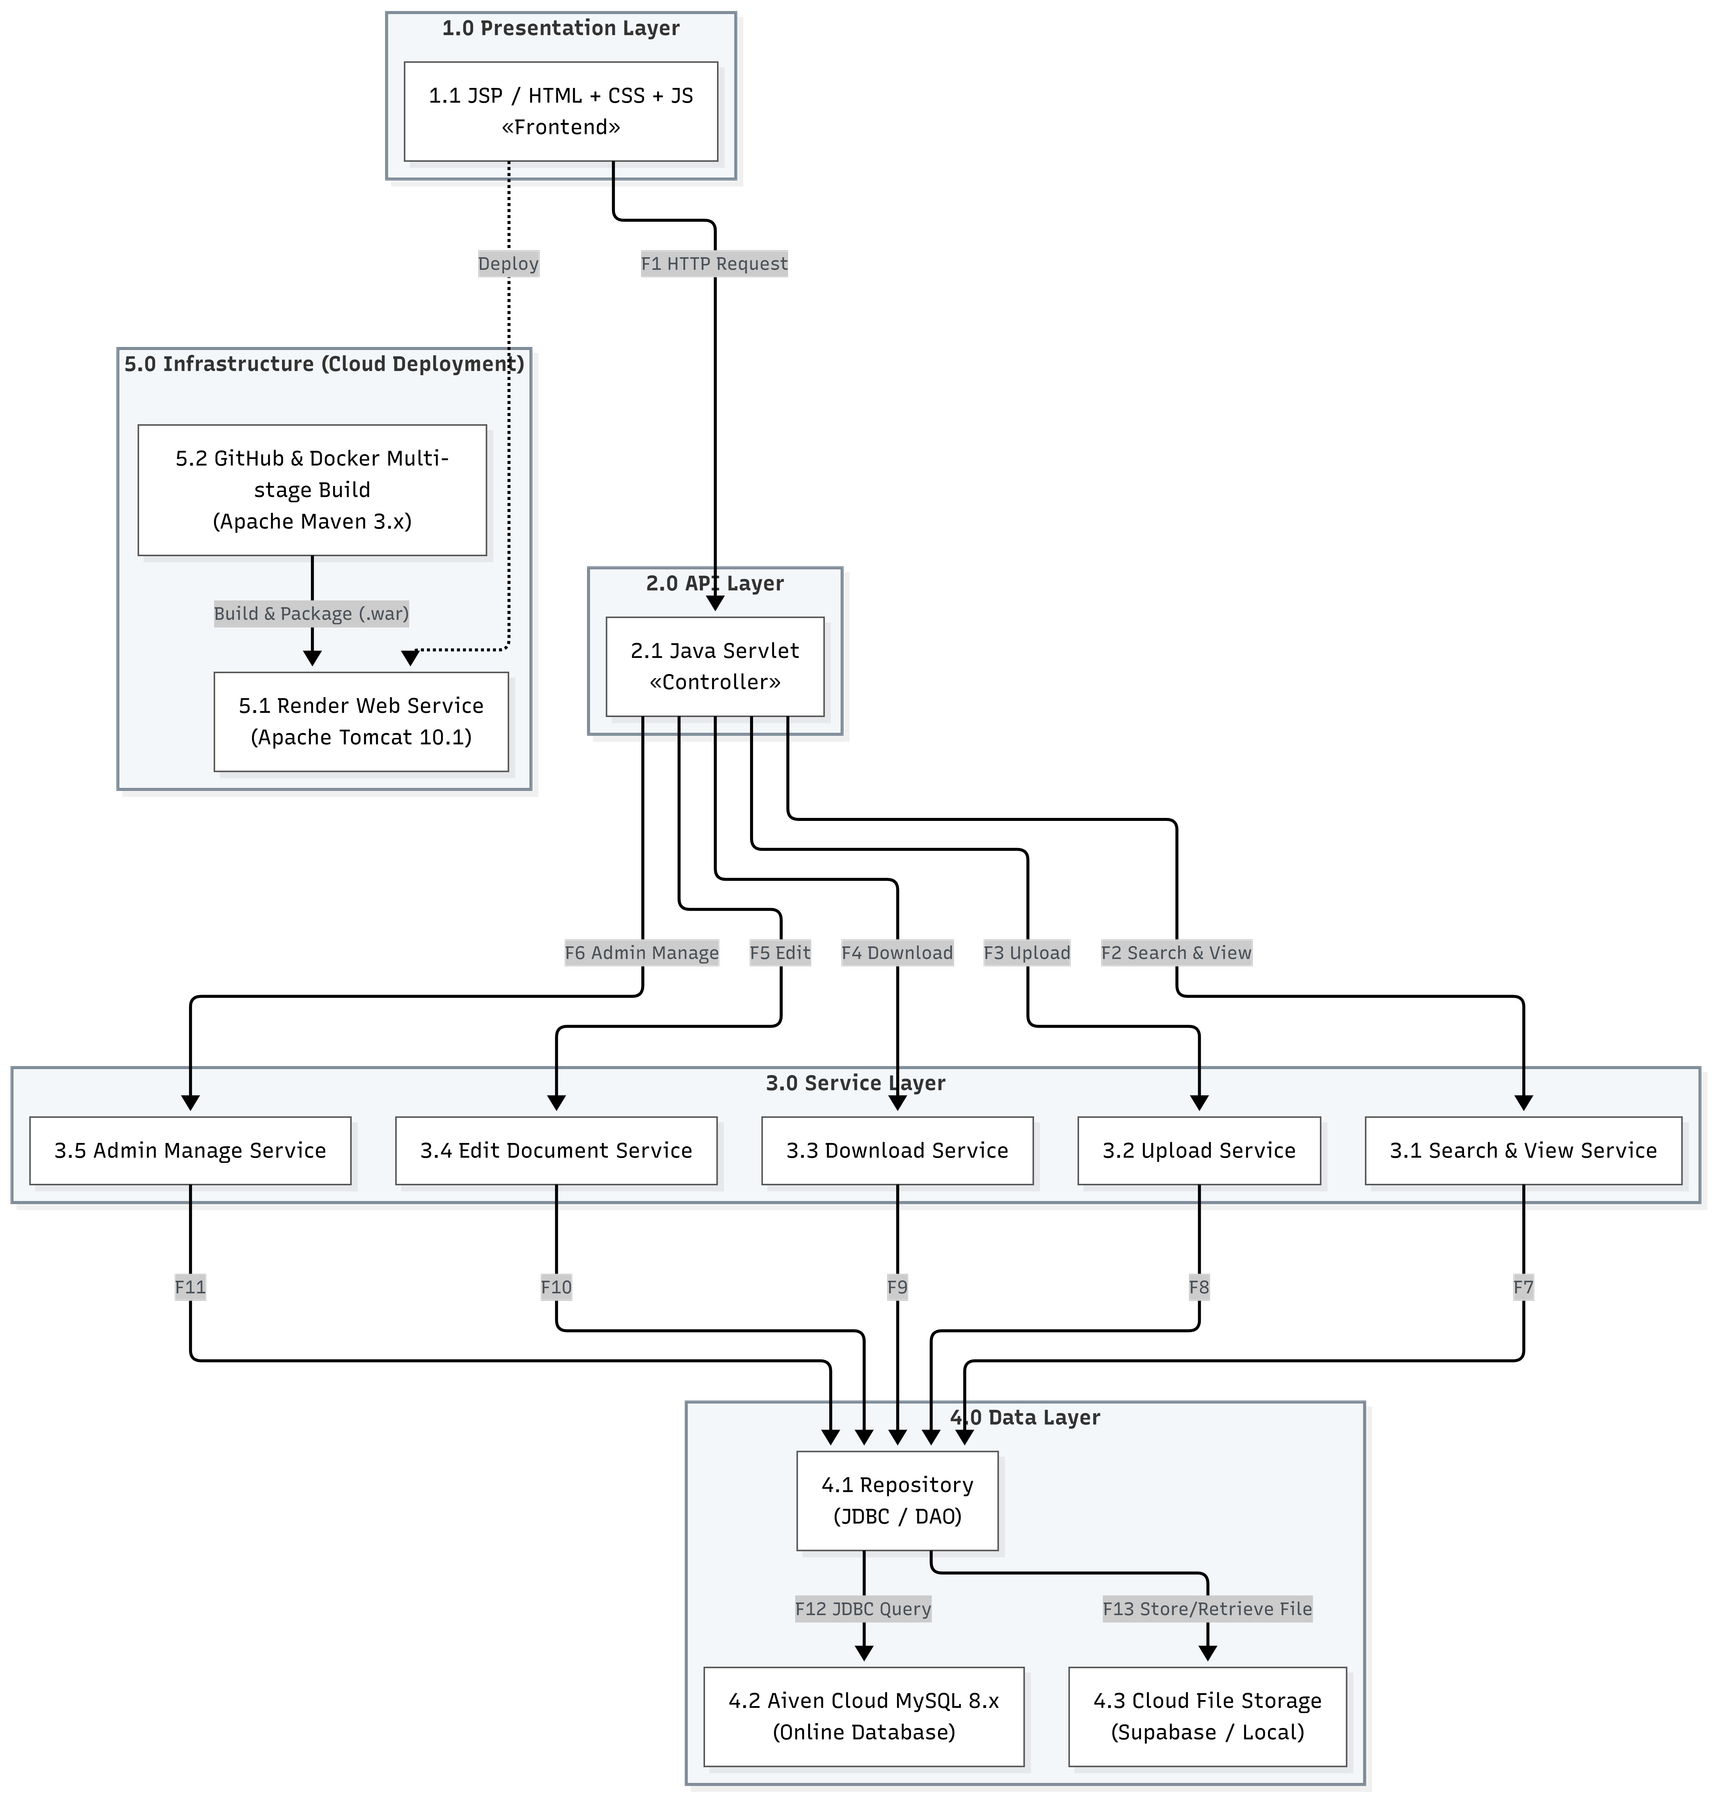 1.0 Presentation Layer
1.1 JSP / HTML + CSS + JS
«Frontend»
Deploy
F1 HTTP Request
5.0 Infrastructure (Cloud Deployment)
5.2 GitHub & Docker Multi-
stage Build
(Apache Maven 3.x)
Build & Package (.war)
5.1 Render Web Service
(Apache Tomcat 10.1)
2.0 API Layer
2.1 Java Servlet
«Controller»
F6 Admin Manage
F5 Edit
F4 Download
F3 Upload
F2 Search & View
3.0 Service Layer
3.5 Admin Manage Service
3.4 Edit Document Service
3.3 Download Service
3.2 Upload Service
3.1 Search & View Service
F11
F10
F9
F8
F7
4.0 Data Layer
4.1 Repository
(JDBC / DAO)
F12 JDBC Query
F13 Store/Retrieve File
4.2 Aiven Cloud MySQL 8.x
(Online Database)
4.3 Cloud File Storage
(Supabase / Local)